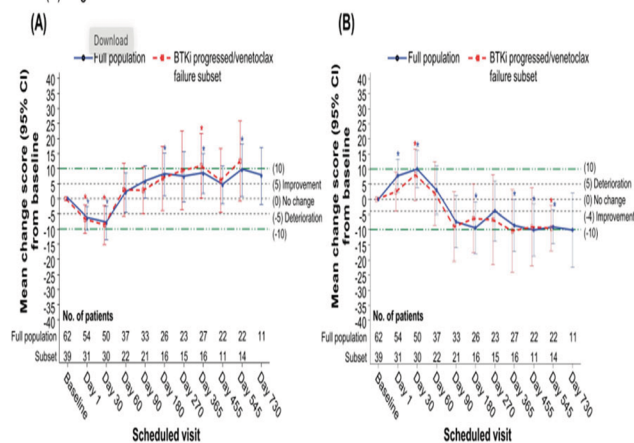 (A)
Download
Full population
BTKi progressed/venetoclax
failure subset
Mean change score (95% CI)
from baseline
40
35
30
25
20
15
10
5
0
-5
-10
-15
-20
-25
-30
-35
-40
(10)
(5) Improvement
(0) No change
(-5) Deterioration
(-10)
No. of patients
Full population 62 54 50 37 33 26 23 27 22 22 11
Subset 39 31 30 22 21 16 15 16 11 14
Baseline
Day 1
Day 30
Day 60
Day 90
Day 180
Day 270
Day 365
Day 455
Day 545
Day 730
Scheduled visit
(B)
Full population
BTKi progressed/venetoclax
failure subset
Mean change score (95% CI)
from baseline
40
35
30
25
20
15
10
5
0
-5
-10
-15
-20
-25
-30
-35
-40
(10)
(5) Deterioration
(0) No change
(-4) Improvement
(-10)
No. of patients
62 54 50 33 22 26 23 27 22 22 11
39 31 30 22 21 16 15 16 11 14
Baseline
Day 1
Day 30
Day 60
Day 90
Day 180
Day 270
Day 365
Day 455
Day 545
Day 730
Scheduled visit